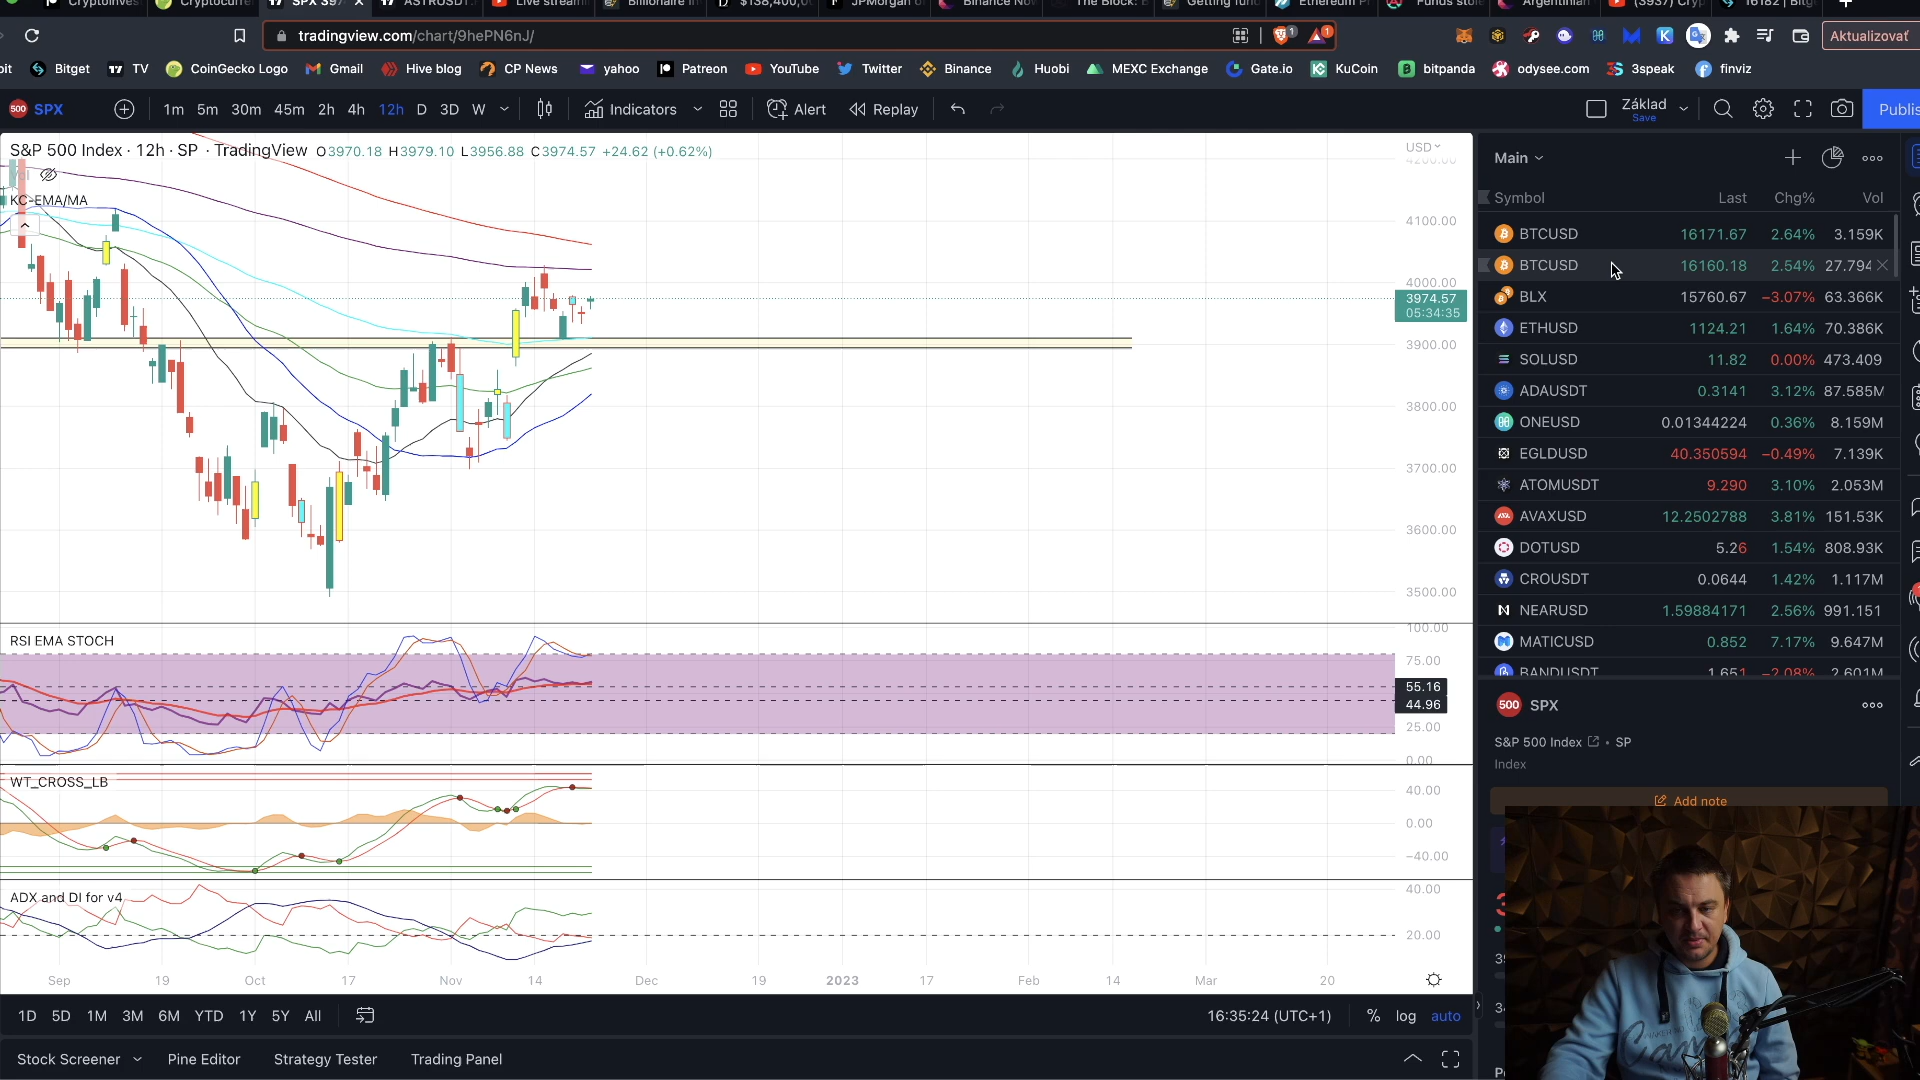 Cryptoinves
Cryptocurre
SPX 397
ASTRUSDT.
Live stream
Billionaire in
$138,400,0
JPMorgan o
Binance Nov
The Block: B
Getting fun
Ethereum P
Funds stole
Argentinian
(3937) Cryp
16182 | Bitg
tradingview.com/chart/9hePN6nJ/
Aktualizovať
Bitget
TV
CoinGecko Logo
Gmail
Hive blog
CP News
yahoo
Patreon
YouTube
Twitter
Binance
Huobi
MEXC Exchange
Gate.io
KuCoin
bitpanda
odysee.com
3speak
finviz
500 SPX
1m 5m 30m 45m 2h 4h 12h D 3D W
Indicators
Alert
Replay
Základ
Save
Publis
S&P 500 Index · 12h · SP · TradingView O3970.18 H3979.10 L3956.88 C3974.57 +24.62 (+0.62%)
Vol
KC-EMA/MA
USD
4200.00
4100.00
4000.00
3974.57
05:34:35
3900.00
3800.00
3700.00
3600.00
3500.00
RSI EMA STOCH
100.00
75.00
55.16
44.96
25.00
0.00
WT_CROSS_LB
40.00
0.00
−40.00
ADX and DI for v4
40.00
20.00
Sep 19 Oct 17 Nov 14 Dec 19 2023 17 Feb 14 Mar 20
1D 5D 1M 3M 6M YTD 1Y 5Y All
16:35:24 (UTC+1)
% log auto
Stock Screener
Pine Editor
Strategy Tester
Trading Panel
Main
Symbol Last Chg% Vol
BTCUSD 16171.67 2.64% 3.159K
BTCUSD 16160.18 2.54% 27.794
BLX 15760.67 −3.07% 63.366K
ETHUSD 1124.21 1.64% 70.386K
SOLUSD 11.82 0.00% 473.409
ADAUSDT 0.3141 3.12% 87.585M
ONEUSD 0.01344224 0.36% 8.159M
EGLDUSD 40.350594 −0.49% 7.139K
ATOMUSDT 9.290 3.10% 2.053M
AVAXUSD 12.2502788 3.81% 151.53K
DOTUSD 5.26 1.54% 808.93K
CROUSDT 0.0644 1.42% 1.117M
NEARUSD 1.59884171 2.56% 991.151
MATICUSD 0.852 7.17% 9.647M
BANDUSDT 1.651 −2.08% 2.601M
500 SPX
S&P 500 Index · SP
Index
Add note